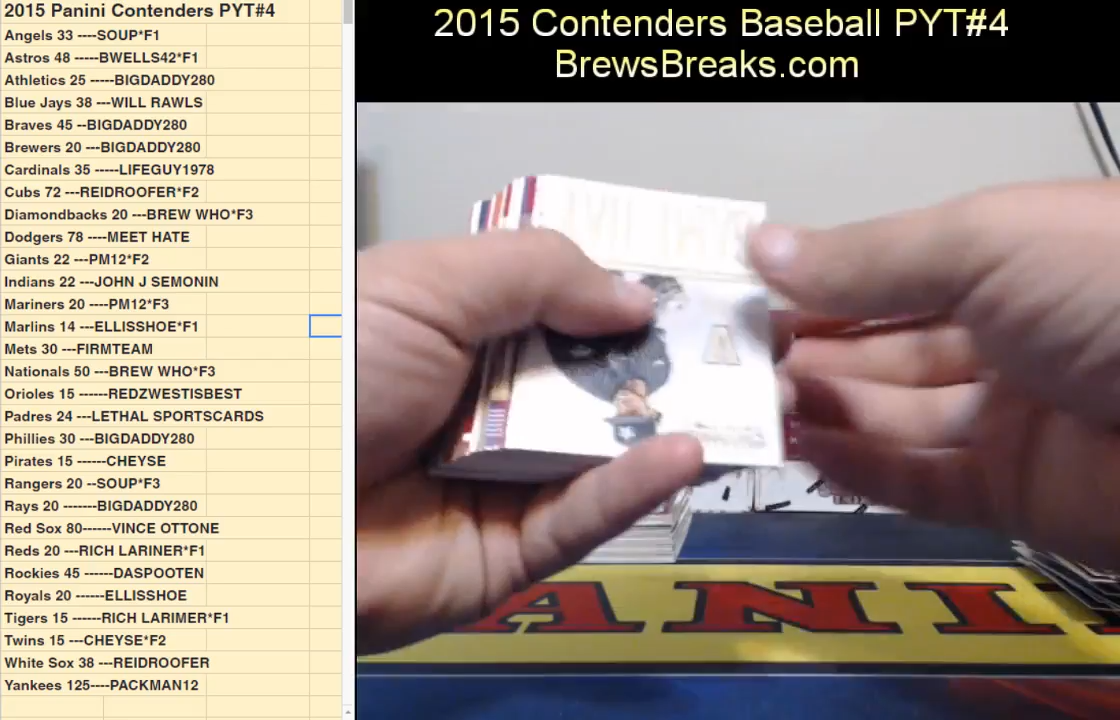 2015 Panini Contenders PYT#4
Angels 33 ----SOUP*F1
Astros 48 -----BWELLS42*F1
Athletics 25 -----BIGDADDY280
Blue Jays 38 ---WILL RAWLS
Braves 45 --BIGDADDY280
Brewers 20 ---BIGDADDY280
Cardinals 35 -----LIFEGUY1978
Cubs 72 ---REIDROOFER*F2
Diamondbacks 20 ---BREW WHO*F3
Dodgers 78 ----MEET HATE
Giants 22 ---PM12*F2
Indians 22 ---JOHN J SEMONIN
Mariners 20 ----PM12*F3
Marlins 14 ---ELLISSHOE*F1
Mets 30 ---FIRMTEAM
Nationals 50 ---BREW WHO*F3
Orioles 15 ----REDZWESTISBEST
Padres 24 ---LETHAL SPORTSCARDS
Phillies 30 ---BIGDADDY280
Pirates 15 ------CHEYSE
Rangers 20 --SOUP*F3
Rays 20 -------BIGDADDY280
Red Sox 80------VINCE OTTONE
Reds 20 ---RICH LARINER*F1
Rockies 45 ------DASPOOTEN
Royals 20 ------ELLISSHOE
Tigers 15 ------RICH LARIMER*F1
Twins 15 ---CHEYSE*F2
White Sox 38 ---REIDROOFER
Yankees 125----PACKMAN12
2015 Contenders Baseball PYT#4
BrewsBreaks.com
ANINI